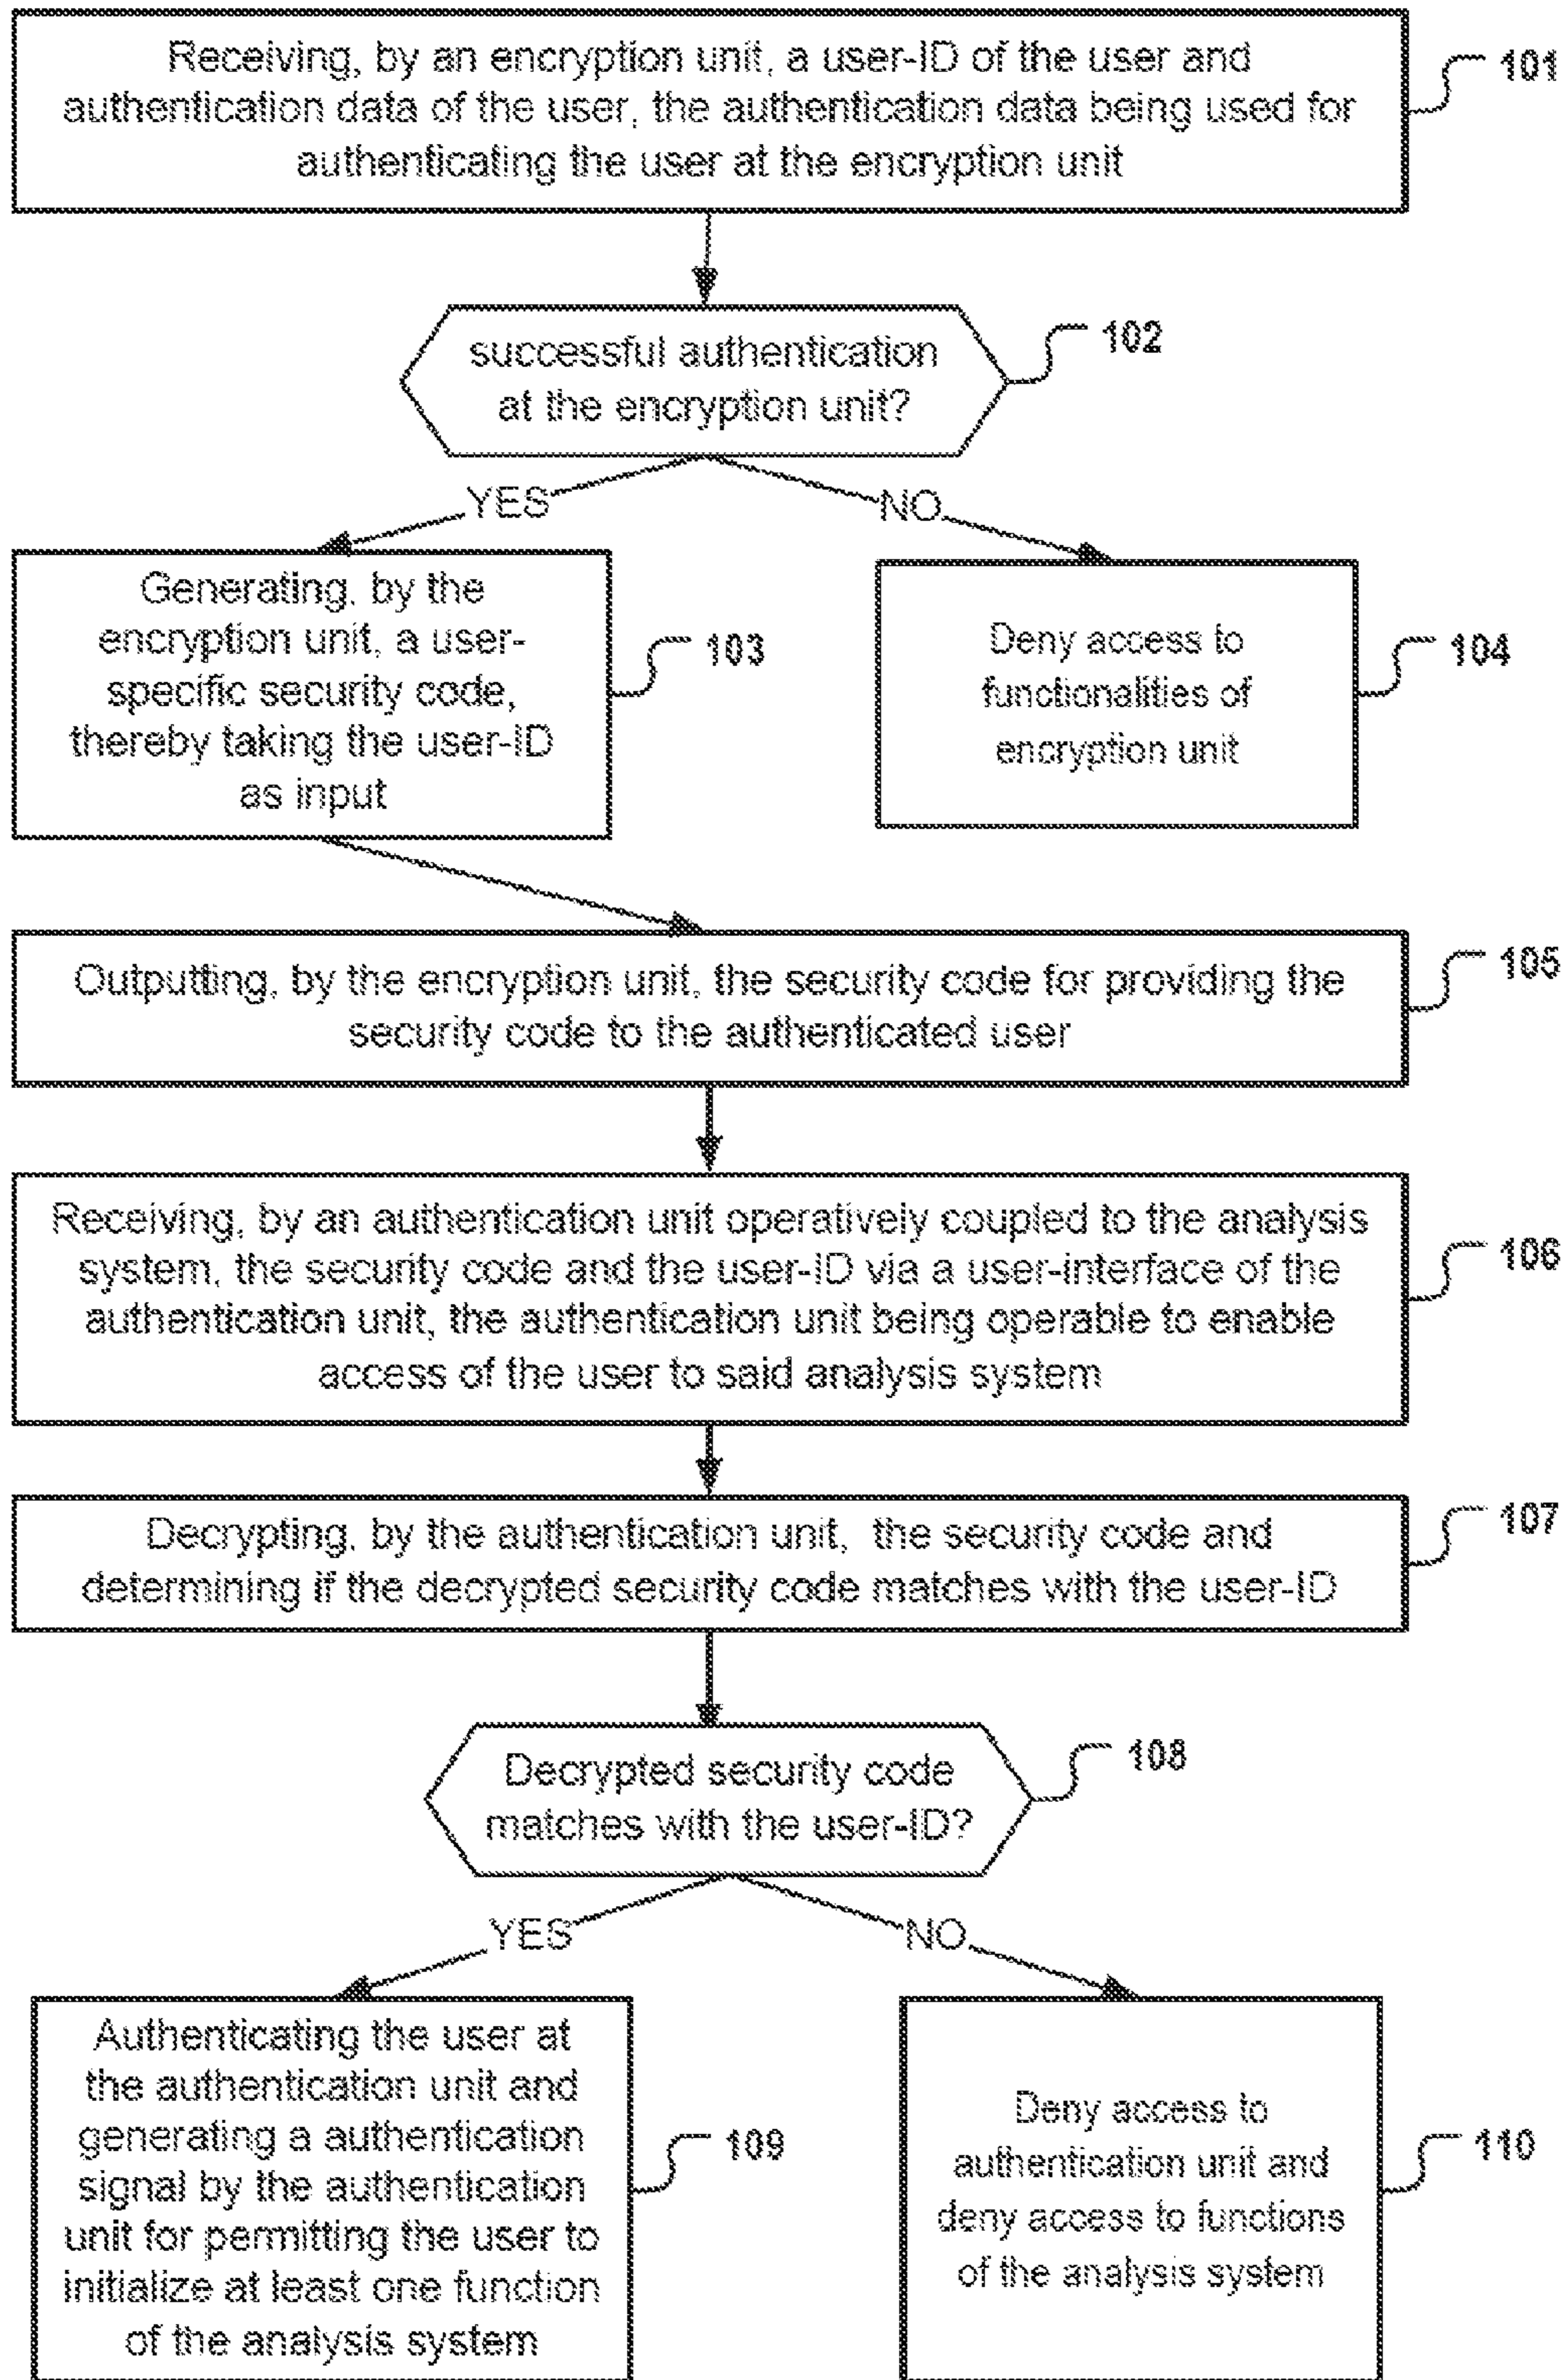 Receiving, by an encryption unit, a user-ID of the user and
authentication data of the user, the authentication data being used for
authenticating the user at the encryption unit
101
successful authentication
at the encryption unit?
102
YES
NO
Generating, by the
encryption unit, a user-
specific security code,
thereby taking the user-ID
as input
103
Deny access to
functionalities of
encryption unit
104
Outputting, by the encryption unit, the security code for providing the
security code to the authenticated user
105
Receiving, by an authentication unit operatively coupled to the analysis
system, the security code and the user-ID via a user-interface of the
authentication unit, the authentication unit being operable to enable
access of the user to said analysis system
106
Decrypting, by the authentication unit, the security code and
determining if the decrypted security code matches with the user-ID
107
Decrypted security code
matches with the user-ID?
108
YES
NO
Authenticating the user at
the authentication unit and
generating a authentication
signal by the authentication
unit for permitting the user to
initialize at least one function
of the analysis system
109
Deny access to
authentication unit and
deny access to functions
of the analysis system
110